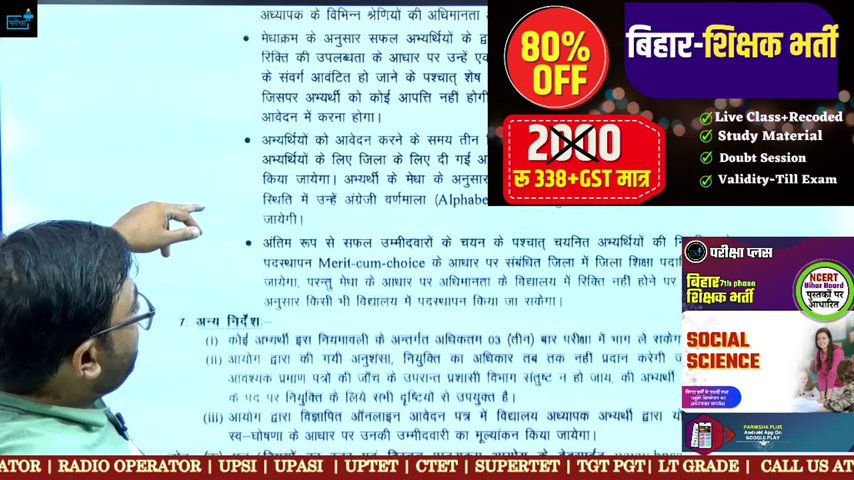 परीक्षा
अध्यापक के विभिन्न श्रेणियों की अधिमानता
मेधाक्रम के अनुसार सफल अभ्यर्थियों के द्व
रिक्ति की उपलब्धता के आधार पर उन्हें एक
के संवर्ग आवंटित हो जाने के पश्चात् शेष
जिसपर अभ्यर्थी को कोई आपत्ति नहीं होगी
आवेदन में करना होगा।
अभ्यर्थियों को आवेदन करने के समय तीन
अभ्यर्थियों के लिए जिला के लिए दी गई अ
किया जायेगा। अभ्यर्थी के मेधा के अनुसार
स्थिति में उन्हें अंग्रेजी वर्णमाला (Alphabe
जायेगी।
अंतिम रूप से सफल उम्मीदवारों के चयन के पश्चात् चयनित अभ्यर्थियों की
पदस्थापन Merit-cum-choice के आधार पर संबंधित जिला में जिला शिक्षा पदा
जायेगा, परन्तु मेधा के आधार पर अधिमानता के विद्यालय में रिक्ति नहीं होने पर
अनुसार किसी भी विद्यालय में पदस्थापन किया जा सकेगा।
7. अन्य निर्देश:-
(i) कोई अभ्यर्थी इस नियमावली के अन्तर्गत अधिकतम 03 (तीन) बार परीक्षा में भाग ले सकेग
(ii) आयोग द्वारा की गयी अनुशंसा, नियुक्ति का अधिकार तब तक नहीं प्रदान करेगी ज
आवश्यक प्रमाण पत्रों की जाँच के उपरान्त प्रशासी विभाग संतुष्ट न हो जाय, की अभ्यर्थी
के पद पर नियुक्ति के लिये सभी दृष्टियों से उपयुक्त है।
(iii) आयोग द्वारा विज्ञापित ऑनलाइन आवेदन पत्र में विद्यालय अध्यापक अभ्यर्थी द्वारा
स्व-घोषणा के आधार पर उनकी उम्मीदवारी का मूल्यांकन किया जायेगा।
80%
OFF
बिहार-शिक्षक भर्ती
2000
रू 338+GST मात्र
Live Class+Recoded
Study Material
Doubt Session
Validity-Till Exam
परीक्षा प्लस
बिहार 7th phase
शिक्षक भर्ती
NCERT
Bihar Board
पुस्तकों पर
आधारित
SOCIAL
SCIENCE
PARIKSHA PLUS
Android App On
GOOGLE PLAY
ATOR | RADIO OPERATOR | UPSI | UPASI | UPTET | CTET | SUPERTET | TGT PGT | LT GRADE | CALL US AT